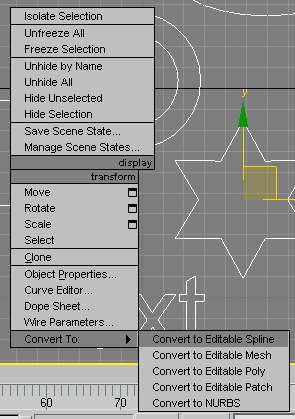 Isolate Selection
Unfreeze All
Freeze Selection
Unhide by Name
Unhide All
Hide Unselected
Hide Selection
Save Scene State...
Manage Scene States...
display
transform
y
Move
Rotate
Scale
Select
Clone
Object Properties...
Curve Editor...
Dope Sheet...
Wire Parameters...
Convert To:
xt
Convert to Editable Spline
Convert to Editable Mesh
Convert to Editable Poly
Convert to Editable Patch
Convert to NURBS
60
70